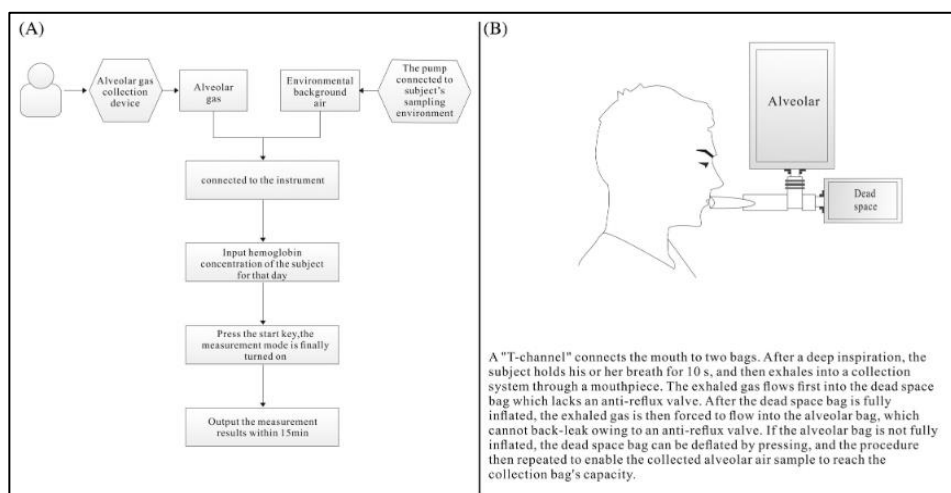 (A)
Alveolar gas
collection
device
Alveolar
gas
Environmental
background
air
The pump
connected to
subject's
sampling
environment
connected to the instrument
Input hemoglobin
concentration of the subject
for that day
Press the start key,the
measurement mode is finally
turned on
Output the measurement
results within 15min
(B)
Alveolar
Dead
space
A "T-channel" connects the mouth to two bags. After a deep inspiration, the
subject holds his or her breath for 10 s, and then exhales into a collection
system through a mouthpiece. The exhaled gas flows first into the dead space
bag which lacks an anti-reflux valve. After the dead space bag is fully
inflated, the exhaled gas is then forced to flow into the alveolar bag, which
cannot back-leak owing to an anti-reflux valve. If the alveolar bag is not fully
inflated, the dead space bag can be deflated by pressing, and the procedure
then repeated to enable the collected alveolar air sample to reach the
collection bag's capacity.